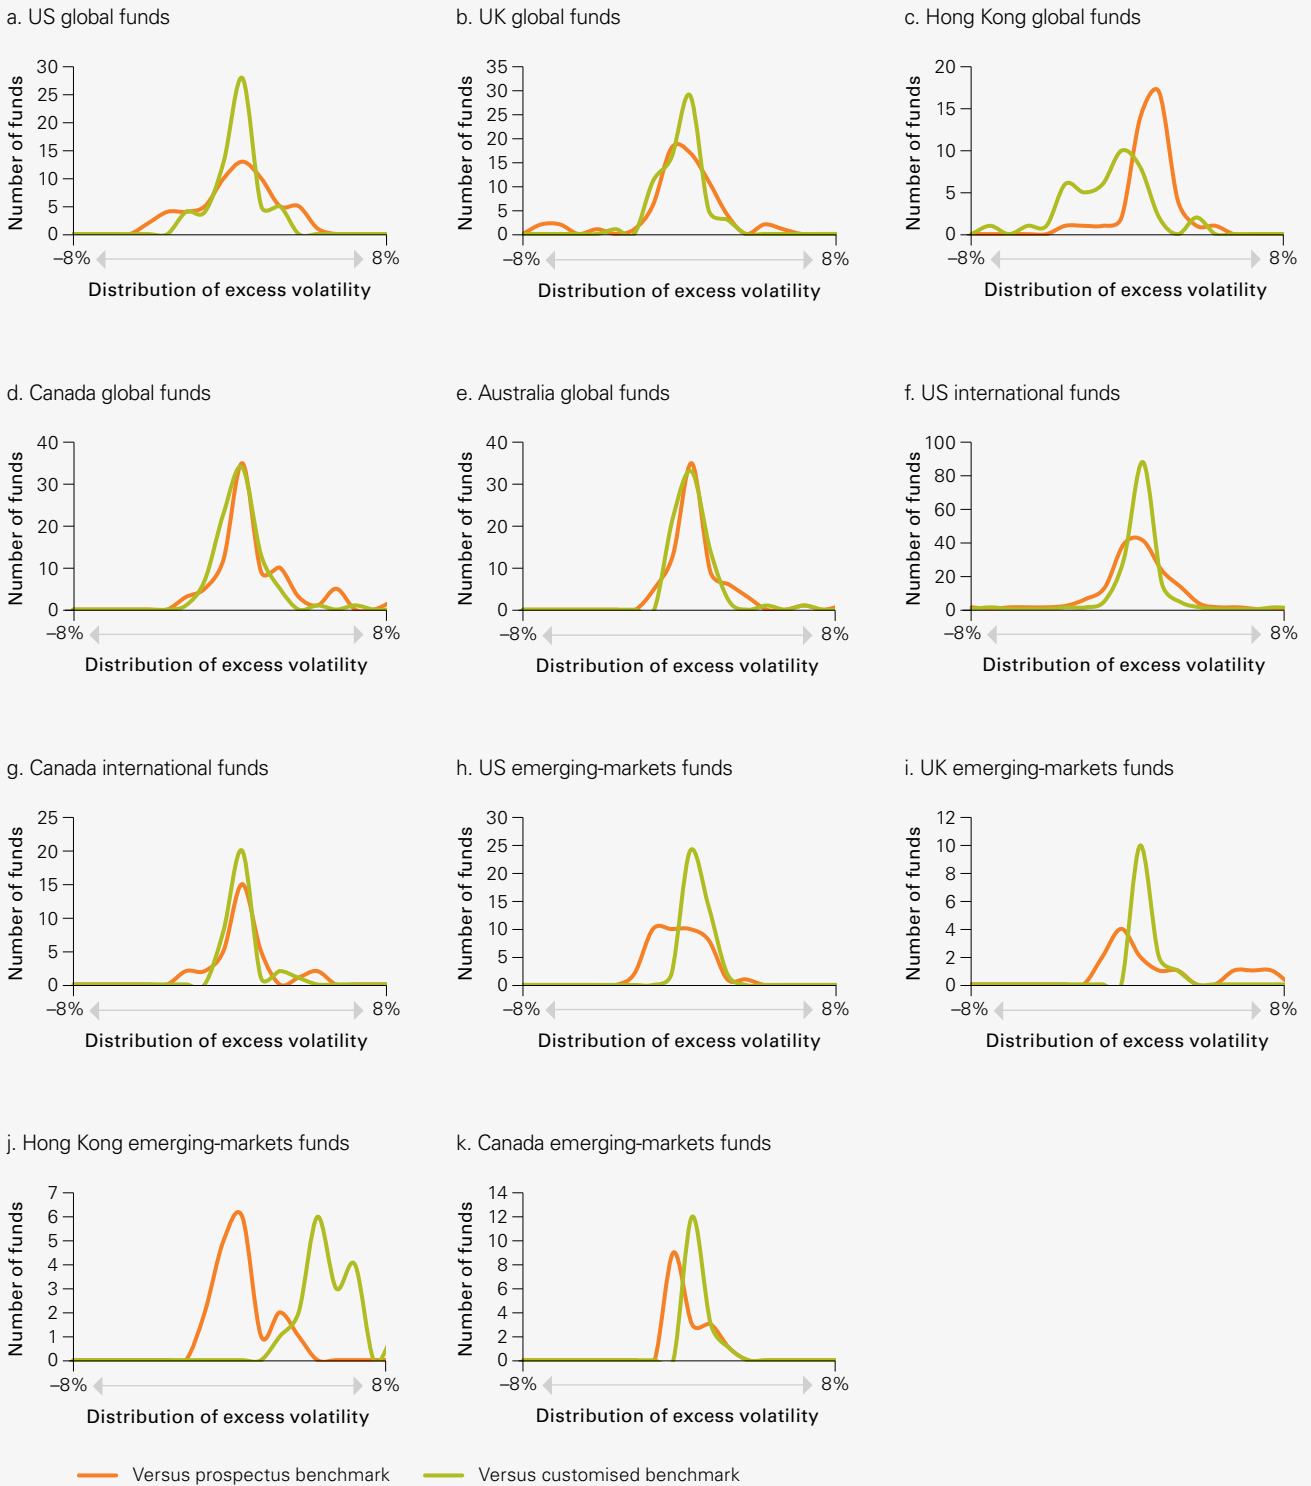 a. US global funds
b. UK global funds
c. Hong Kong global funds
Number of funds
30
25
20
15
10
5
0
–8%
8%
Distribution of excess volatility
Number of funds
35
30
25
20
15
10
5
0
–8%
8%
Distribution of excess volatility
Number of funds
20
15
10
5
0
–8%
8%
Distribution of excess volatility
d. Canada global funds
e. Australia global funds
f. US international funds
Number of funds
40
30
20
10
0
–8%
8%
Distribution of excess volatility
Number of funds
40
30
20
10
0
–8%
8%
Distribution of excess volatility
Number of funds
100
80
60
40
20
0
–8%
8%
Distribution of excess volatility
g. Canada international funds
h. US emerging-markets funds
i. UK emerging-markets funds
Number of funds
25
20
15
10
5
0
–8%
8%
Distribution of excess volatility
Number of funds
30
25
20
15
10
5
0
–8%
8%
Distribution of excess volatility
Number of funds
12
10
8
6
4
2
0
–8%
8%
Distribution of excess volatility
j. Hong Kong emerging-markets funds
k. Canada emerging-markets funds
Number of funds
7
6
5
4
3
2
1
0
–8%
8%
Distribution of excess volatility
Number of funds
14
12
10
8
6
4
2
0
–8%
8%
Distribution of excess volatility
Versus prospectus benchmark
Versus customised benchmark